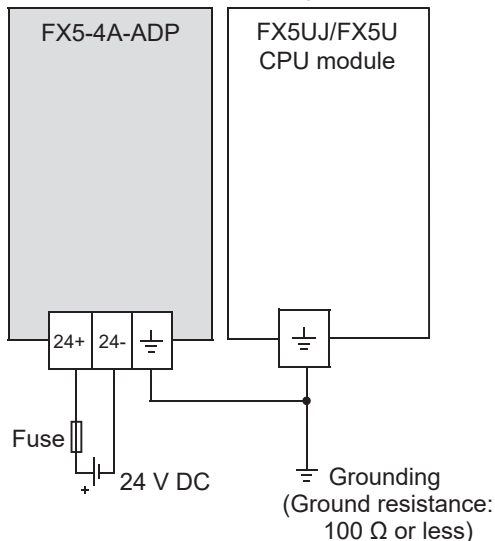 FX5-4A-ADP
FX5UJ/FX5U
CPU module
24+
24-
Fuse
+
24 V DC
Grounding
(Ground resistance:
100 Ω or less)